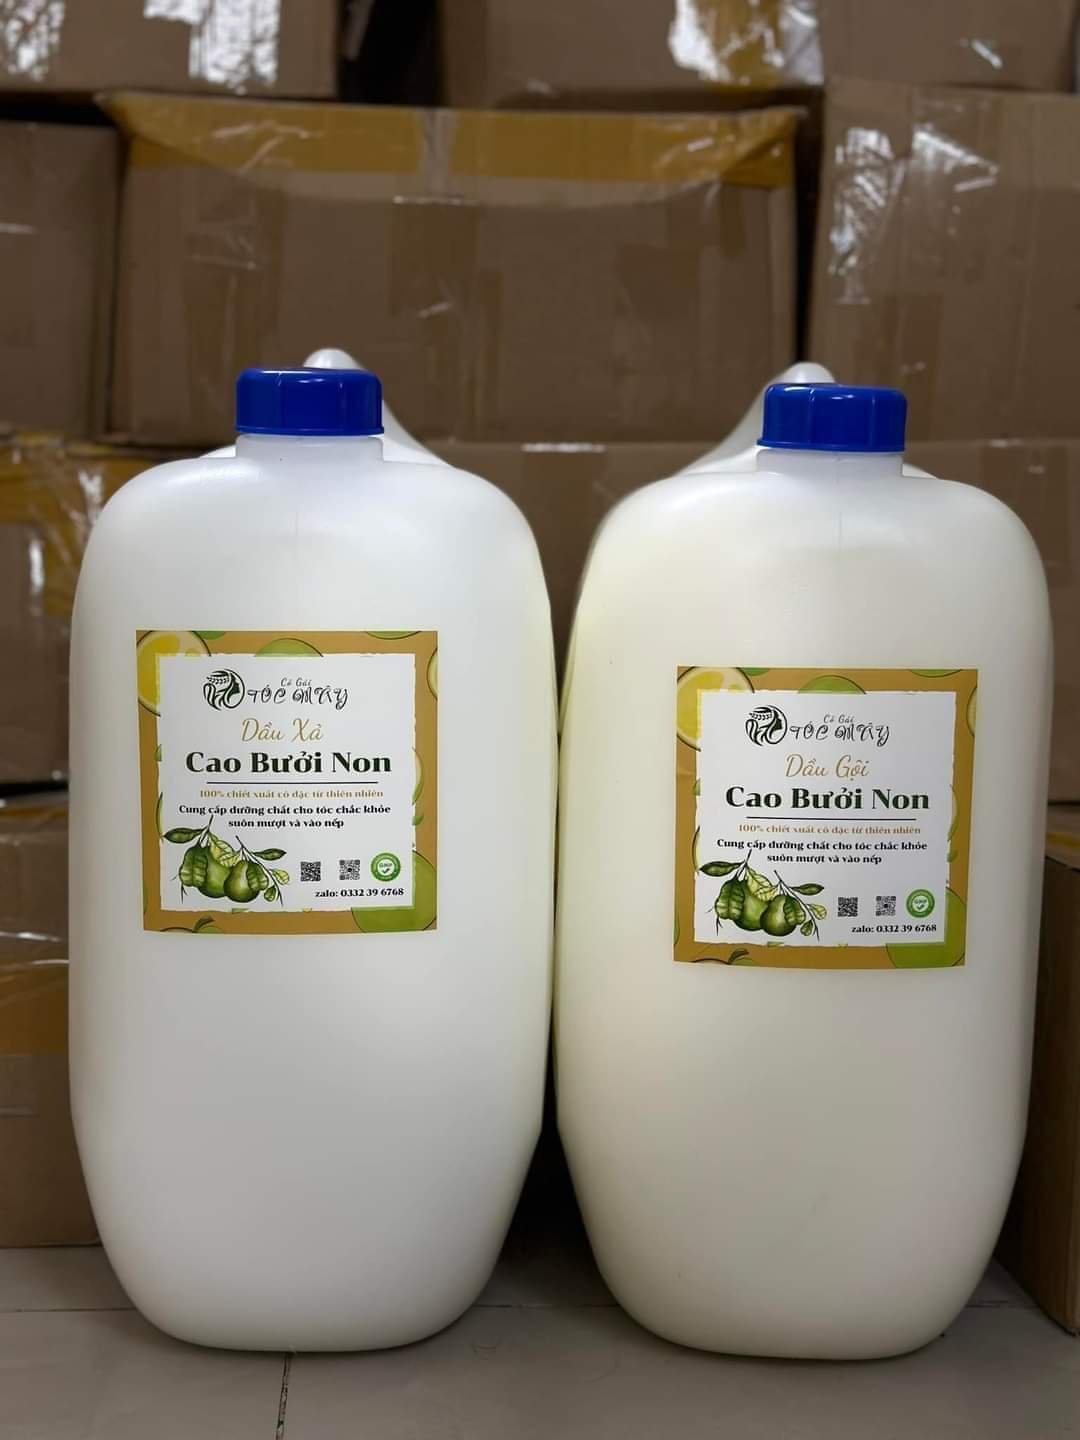 Cô Gái
TÓC MÂY
Dầu Xả
Cao Bưởi Non
100% chiết xuất cô đặc từ thiên nhiên
Cung cấp dưỡng chất cho tóc chắc khỏe
suôn mượt và vào nếp
GMP
zalo: 0332 39 6768
Cô Gái
TÓC MÂY
Dầu Gội
Cao Bưởi Non
100% chiết xuất cô đặc từ thiên nhiên
Cung cấp dưỡng chất cho tóc chắc khỏe
suôn mượt và vào nếp
GMP
zalo: 0332 39 6768